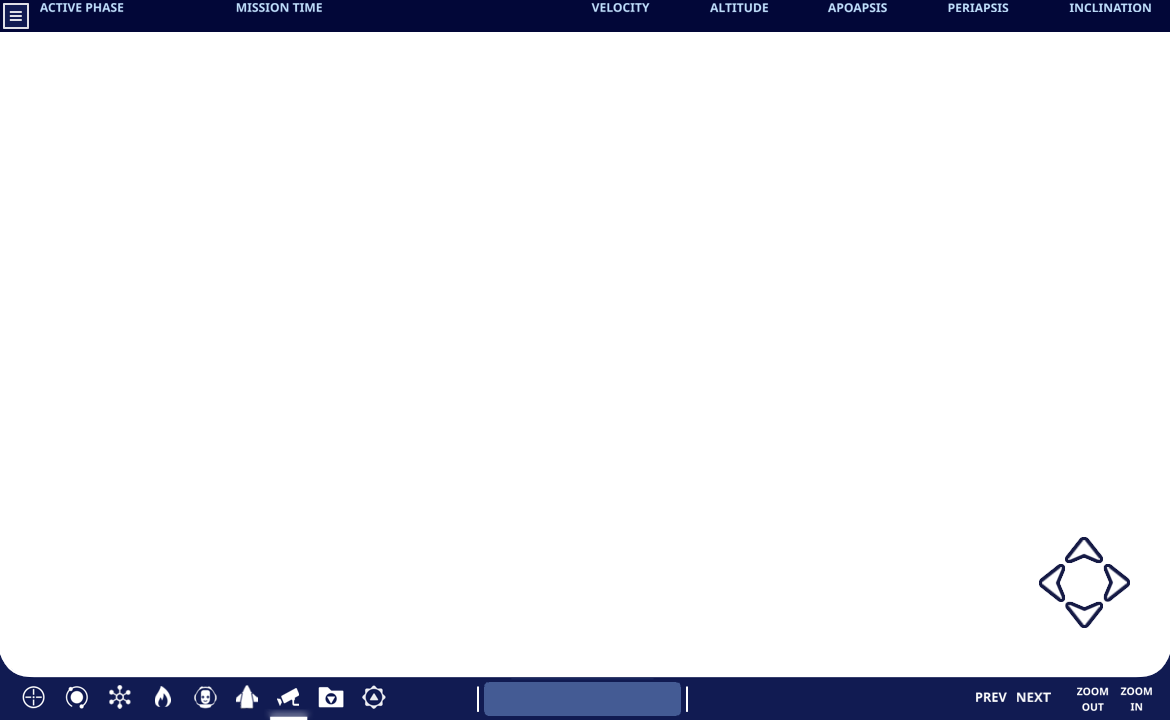 ACTIVE PHASE
MISSION TIME
VELOCITY
ALTITUDE
APOAPSIS
PERIAPSIS
INCLINATION
PREV
NEXT
ZOOM
OUT
ZOOM
IN